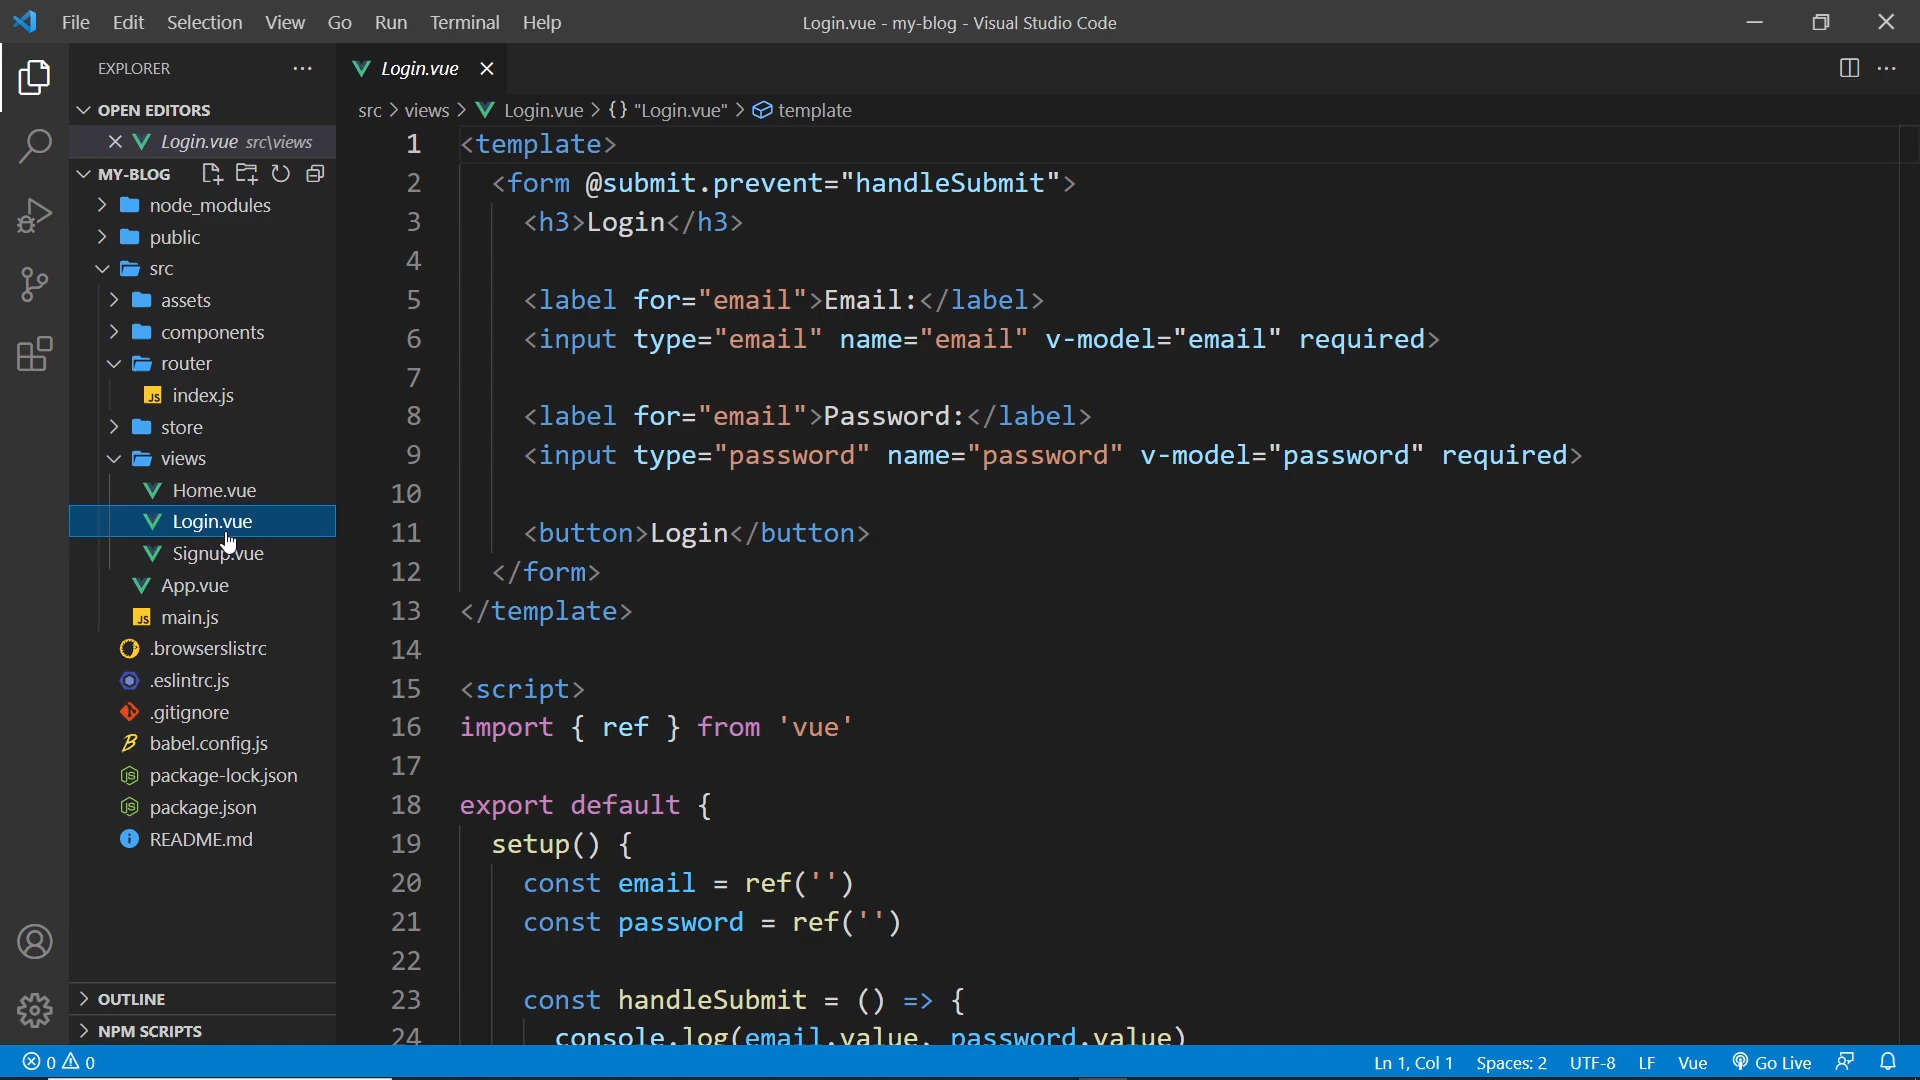 File Edit Selection View Go Run Terminal Help
Login.vue - my-blog - Visual Studio Code
EXPLORER
OPEN EDITORS
Login.vue src\views
MY-BLOG
node_modules
public
src
assets
components
router
JS index.js
store
views
Home.vue
Login.vue
Signup.vue
App.vue
JS main.js
.browserslistrc
.eslintrc.js
.gitignore
babel.config.js
package-lock.json
package.json
README.md
OUTLINE
NPM SCRIPTS
Login.vue
src > views > Login.vue > {} "Login.vue" > template
1 <template>
2 <form @submit.prevent="handleSubmit">
3 <h3>Login</h3>
4
5 <label for="email">Email:</label>
6 <input type="email" name="email" v-model="email" required>
7
8 <label for="email">Password:</label>
9 <input type="password" name="password" v-model="password" required>
10
11 <button>Login</button>
12 </form>
13 </template>
14
15 <script>
16 import { ref } from 'vue'
17
18 export default {
19 setup() {
20 const email = ref('')
21 const password = ref('')
22
23 const handleSubmit = () => {
24 console.log(email.value, password.value)
0 0
Ln 1, Col 1 Spaces: 2 UTF-8 LF Vue Go Live